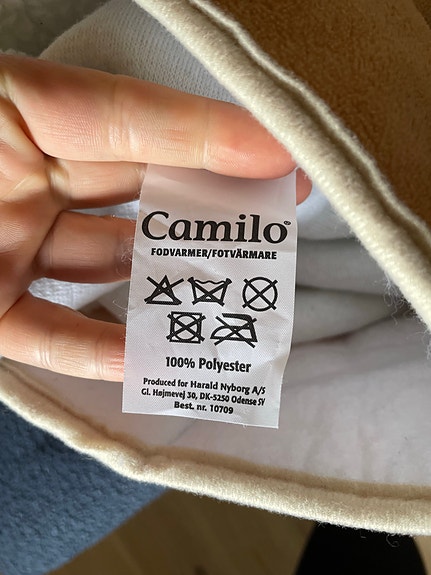 Camilo®
FODVARMER/FOTVÄRMARE
100% Polyester
Produced for Harald Nyborg A/S
Gl. Højmevej 30, DK-5250 Odense SV
Best. nr. 10709